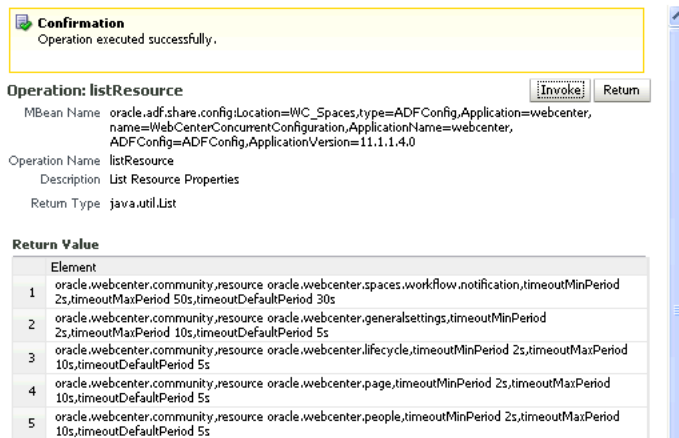 Confirmation
Operation executed successfully.
Operation: listResource
Invoke Return
MBean Name oracle.adf.share.config:Location=WC_Spaces,type=ADFConfig,Application=webcenter,
name=WebCenterConcurrentConfiguration,ApplicationName=webcenter,
ADFConfig=ADFConfig,ApplicationVersion=11.1.1.4.0
Operation Name listResource
Description List Resource Properties
Return Type java.util.List
Return Value
Element
1 oracle.webcenter.community,resource oracle.webcenter.spaces.workflow.notification,timeoutMinPeriod
2s,timeoutMaxPeriod 50s,timeoutDefaultPeriod 30s
2 oracle.webcenter.community,resource oracle.webcenter.generalsettings,timeoutMinPeriod
2s,timeoutMaxPeriod 10s,timeoutDefaultPeriod 5s
3 oracle.webcenter.community,resource oracle.webcenter.lifecycle,timeoutMinPeriod 2s,timeoutMaxPeriod
10s,timeoutDefaultPeriod 5s
4 oracle.webcenter.community,resource oracle.webcenter.page,timeoutMinPeriod 2s,timeoutMaxPeriod
10s,timeoutDefaultPeriod 5s
5 oracle.webcenter.community,resource oracle.webcenter.people,timeoutMinPeriod 2s,timeoutMaxPeriod
10s,timeoutDefaultPeriod 5s